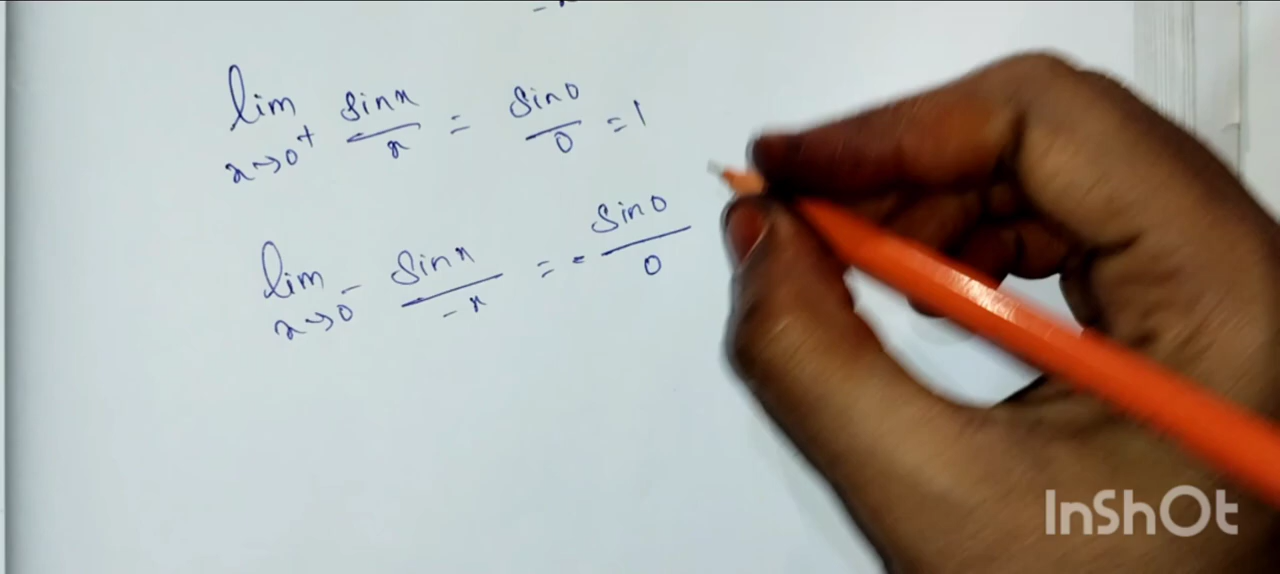 lim x→0⁺ sinx/x = sin0/0 = 1
lim x→0⁻ sinx/-x = - sin0/0
InShOt